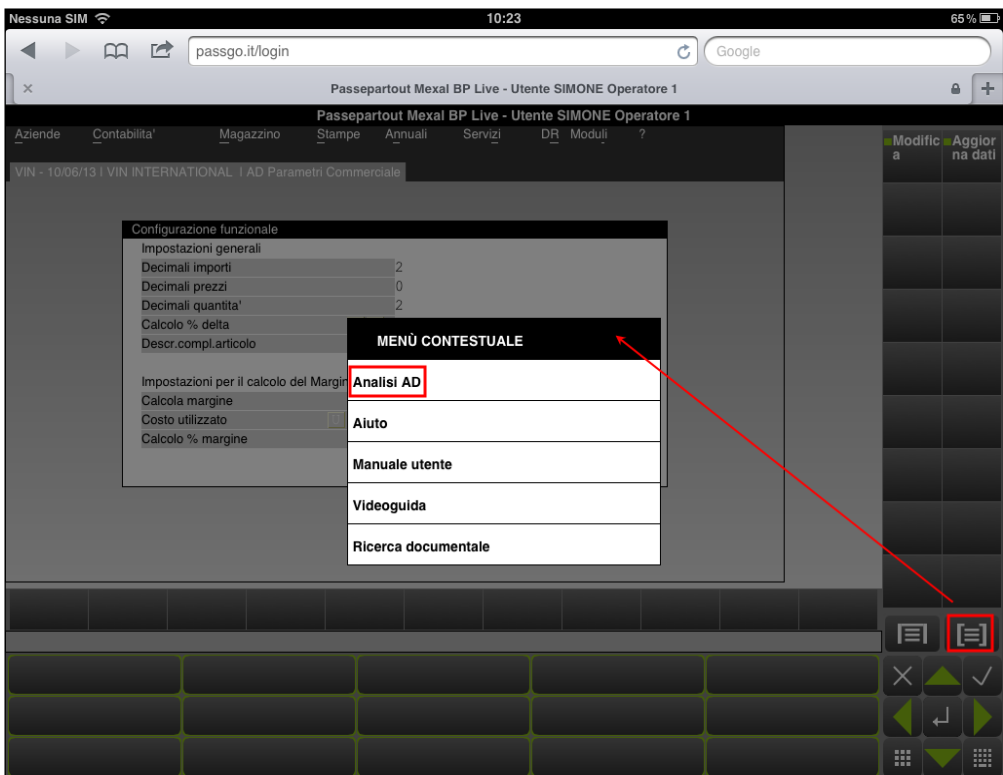 Nessuna SIM 10:23 65%
passgo.it/login Google
Passepartout Mexal BP Live - Utente SIMONE Operatore 1
Passepartout Mexal BP Live - Utente SIMONE Operatore 1
Aziende Contabilita' Magazzino Stampe Annuali Servizi DR Moduli ?
Modific
a
Aggior
na dati
VIN - 10/06/13 | VIN INTERNATIONAL | AD Parametri Commerciale
Configurazione funzionale
Impostazioni generali
Decimali importi 2
Decimali prezzi 0
Decimali quantita' 2
Calcolo % delta
Descr.compl.articolo
Impostazioni per il calcolo del Margin
Calcola margine
Costo utilizzato
Calcolo % margine
MENÙ CONTESTUALE
Analisi AD
Aiuto
Manuale utente
Videoguida
Ricerca documentale